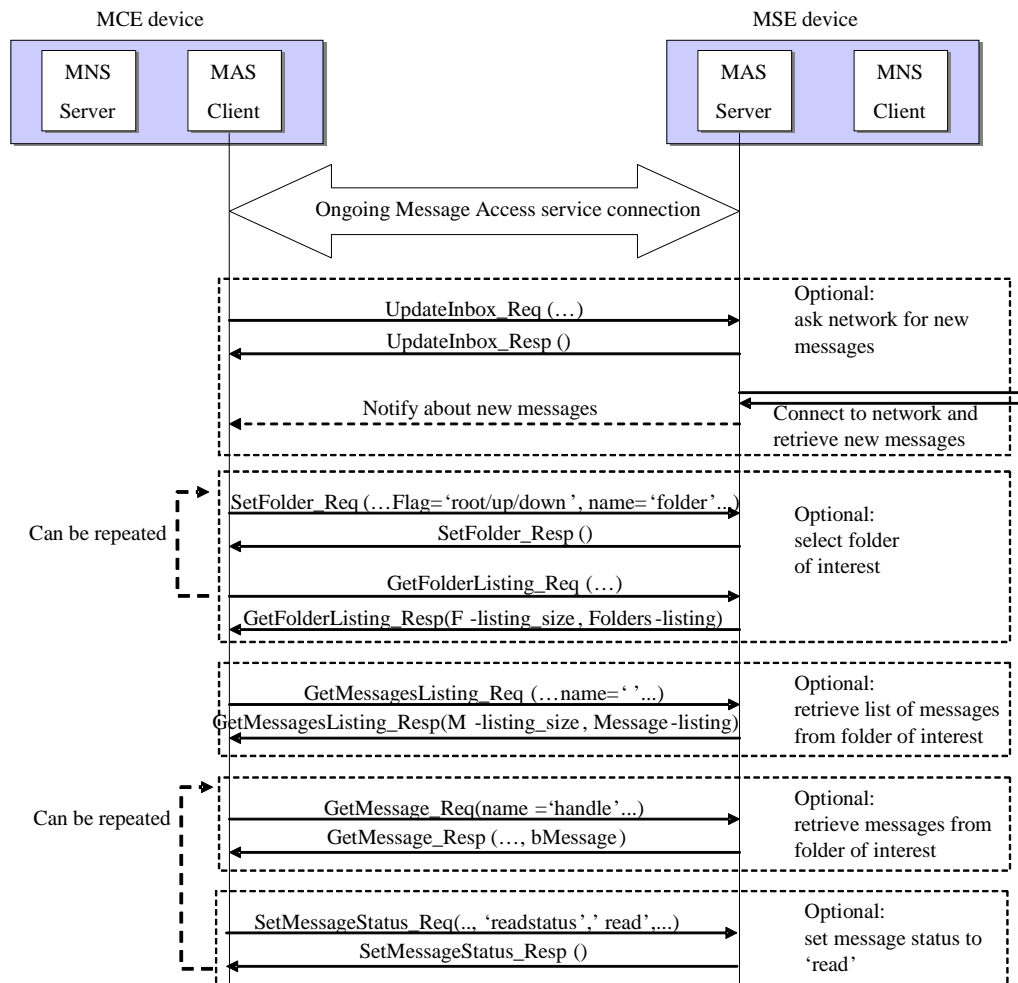 MCE device
MSE device
MNS
Server
MAS
Client
MAS
Server
MNS
Client
Ongoing Message Access service connection
UpdateInbox_Req (…)
UpdateInbox_Resp ()
Optional:
ask network for new
messages
Notify about new messages
Connect to network and
retrieve new messages
Can be repeated
SetFolder_Req (…Flag=‘root/up/down’, name=‘folder’...)
SetFolder_Resp ()
GetFolderListing_Req (…)
GetFolderListing_Resp(F -listing_size, Folders-listing)
Optional:
select folder
of interest
GetMessagesListing_Req (…name=‘ ’...)
GetMessagesListing_Resp(M -listing_size, Message-listing)
Optional:
retrieve list of messages
from folder of interest
Can be repeated
GetMessage_Req(name =‘handle’...)
GetMessage_Resp (…, bMessage)
Optional:
retrieve messages from
folder of interest
SetMessageStatus_Req(.., ‘readstatus’,’ read’,...)
SetMessageStatus_Resp ()
Optional:
set message status to
‘read’